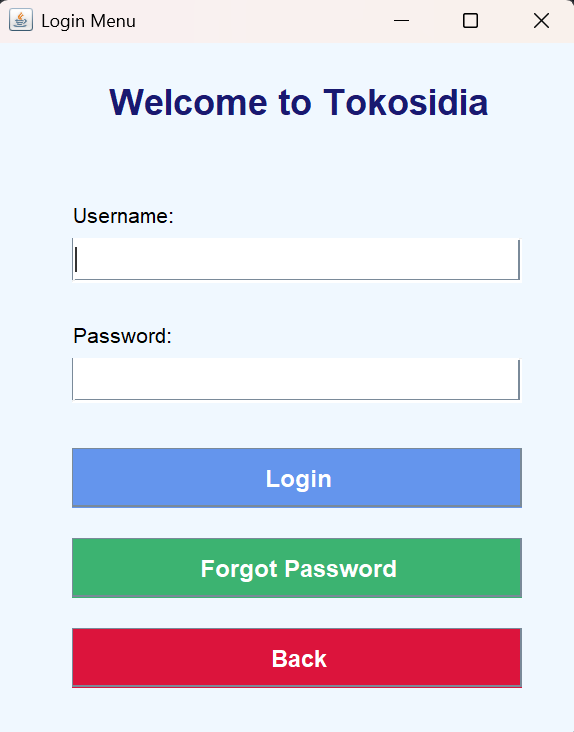 Login Menu
Welcome to Tokosidia
Username:
Password:
Login
Forgot Password
Back